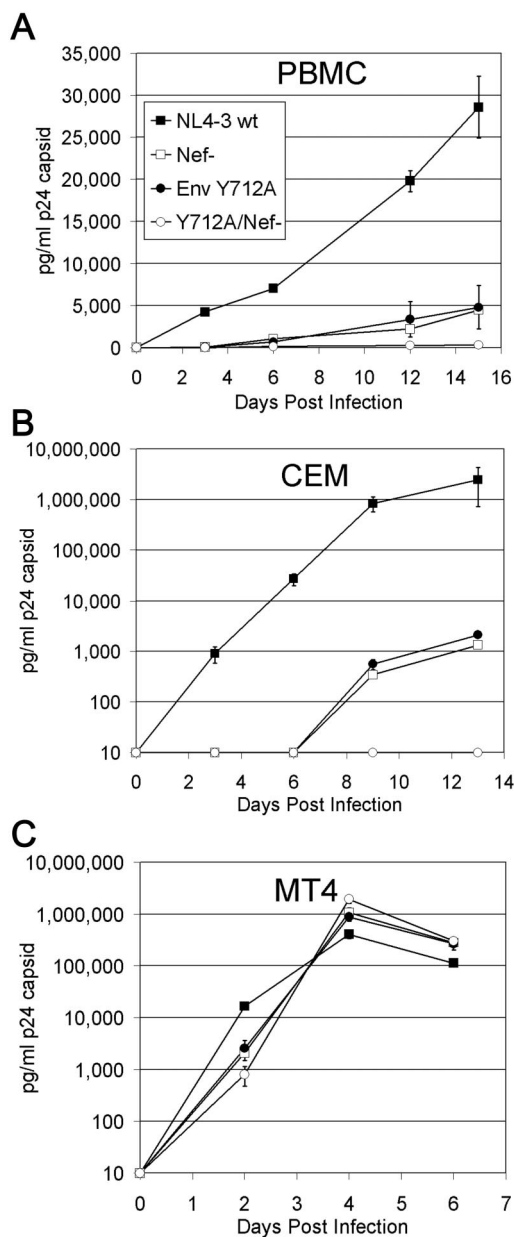 A
PBMC
35,000
30,000
25,000
20,000
15,000
10,000
5,000
0
pg/ml p24 capsid
NL4-3 wt
Nef-
Env Y712A
Y712A/Nef-
0 2 4 6 8 10 12 14 16
Days Post Infection
B
CEM
10,000,000
1,000,000
100,000
10,000
1,000
100
10
pg/ml p24 capsid
0 2 4 6 8 10 12 14
Days Post Infection
C
MT4
10,000,000
1,000,000
100,000
10,000
1,000
100
10
pg/ml p24 capsid
0 1 2 3 4 5 6 7
Days Post Infection